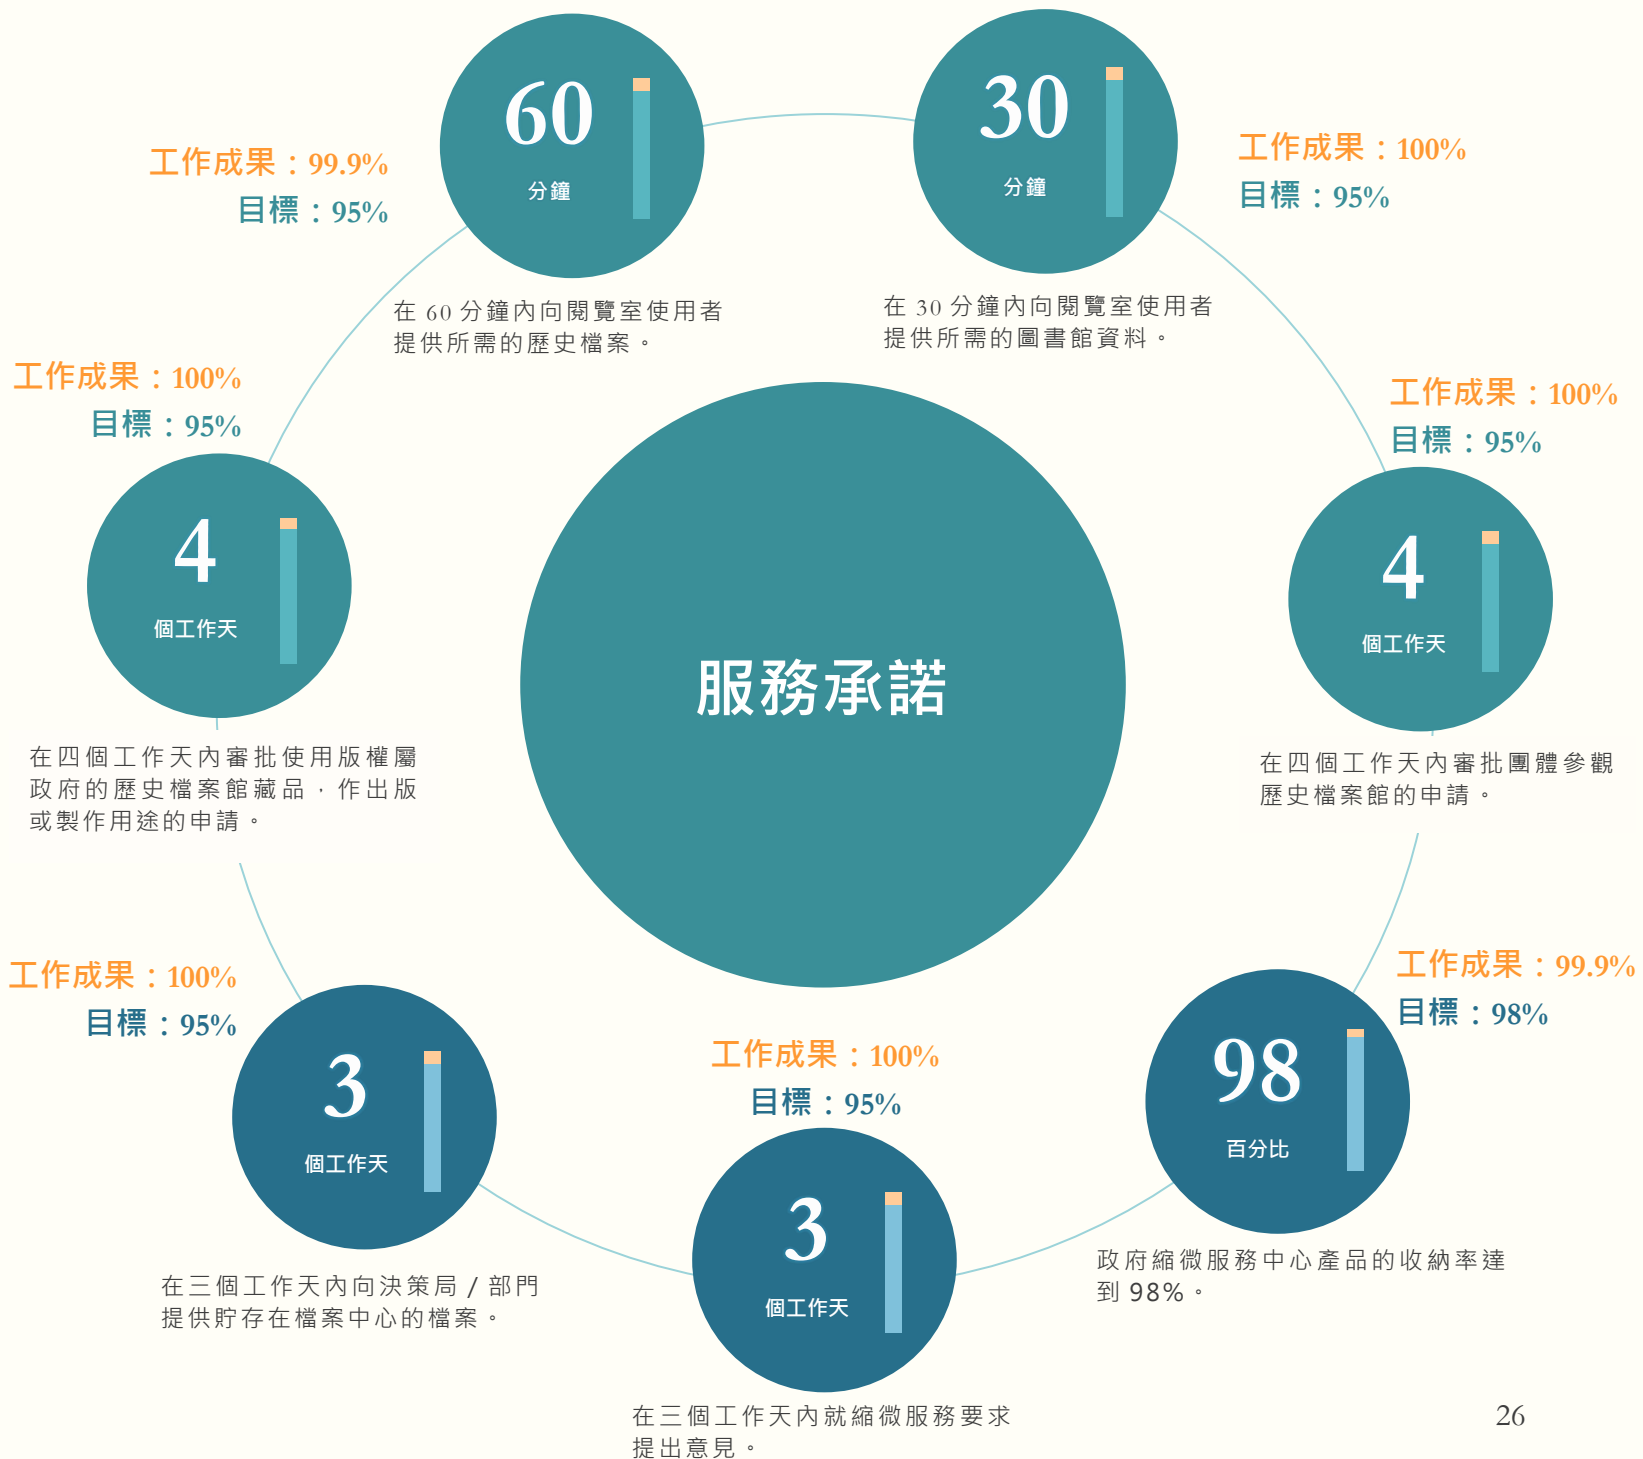 60
分鐘
工作成果：99.9%
目標：95%
在 60 分鐘內向閱覽室使用者
提供所需的歷史檔案。
30
分鐘
工作成果：100%
目標：95%
在 30 分鐘內向閱覽室使用者
提供所需的圖書館資料。
工作成果：100%
目標：95%
4
個工作天
在四個工作天內審批使用版權屬
政府的歷史檔案館藏品，作出版
或製作用途的申請。
工作成果：100%
目標：95%
4
個工作天
在四個工作天內審批團體參觀
歷史檔案館的申請。
服務承諾
工作成果：100%
目標：95%
3
個工作天
在三個工作天內向決策局 / 部門
提供貯存在檔案中心的檔案。
工作成果：100%
目標：95%
3
個工作天
在三個工作天內就縮微服務要求
提出意見。
工作成果：99.9%
目標：98%
98
百分比
政府縮微服務中心產品的收納率達
到 98%。
26